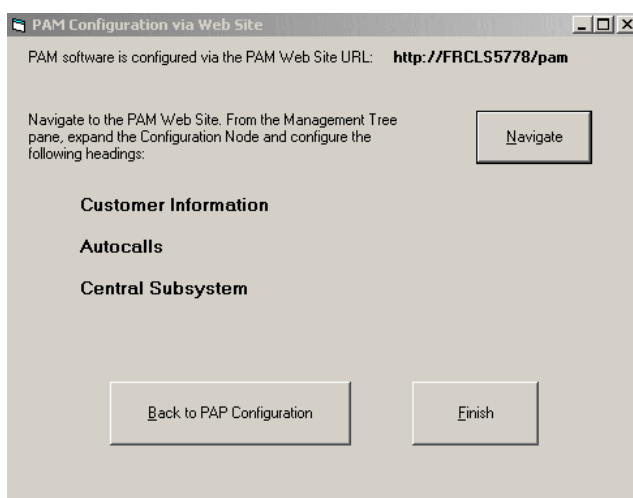 PAM Configuration via Web Site
PAM software is configured via the PAM Web Site URL: http://FRCLS5778/pam
Navigate to the PAM Web Site. From the Management Tree
pane, expand the Configuration Node and configure the
following headings:
Navigate
Customer Information
Autocalls
Central Subsystem
Back to PAP Configuration
Finish